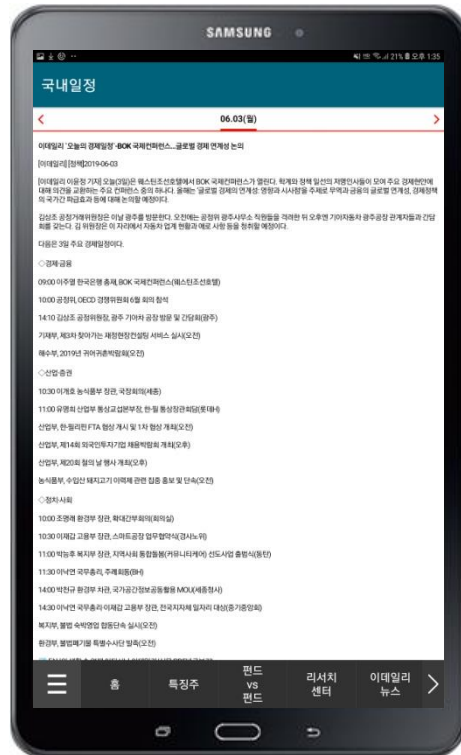 SAMSUNG
21% 오후 1:35
국내일정
06.03(월)
이데일리 '오늘의 경제일정'-BOK 국제컨퍼런스...글로벌 경제 연계성 논의
[이데일리] [정책]2019-06-03
[이데일리 이윤정 기자] 오늘(3일)은 웨스틴조선호텔에서 BOK 국제컨퍼런스가 열린다. 학계와 정책 일선의 저명인사들이 모여 주요 경제현안에
대해 의견을 교환하는 주요 컨퍼런스 중의 하나다. 올해는 '글로벌 경제의 연계성: 영향과 시사점'을 주제로 무역과 금융의 글로벌 연계성, 경제정책
의 국가간 파급효과 등에 대해 논의할 예정이다.
김상조 공정거래위원장은 이날 광주를 방문한다. 오전에는 공정위 광주사무소 직원들을 격려한 뒤 오후엔 기아자동차 광주공장 관계자들과 간담
회를 갖는다. 김 위원장은 이 자리에서 자동차 업계 현황과 애로 사항 등을 청취할 예정이다.
다음은 3일 주요 경제일정이다.
◇경제·금융
09:00 이주열 한국은행 총재, BOK 국제컨퍼런스(웨스틴조선호텔)
10:00 공정위, OECD 경쟁위원회 6월 회의 참석
14:10 김상조 공정위원장, 광주 기아차 공장 방문 및 간담회(광주)
기재부, 제3차 찾아가는 재정현장컨설팅 서비스 실시(오전)
해수부, 2019년 귀어귀촌박람회(오전)
◇산업·증권
10:30 이개호 농식품부 장관, 국장회의(세종)
11:00 유명희 산업부 통상교섭본부장, 한-필 통상장관회담(롯데H)
산업부, 한-필리핀 FTA 협상 개시 및 1차 협상 개최(오전)
산업부, 제14회 외국인투자기업 채용박람회 개최(오후)
산업부, 제20회 철의 날 행사 개최(오후)
농식품부, 수입산 돼지고기 이력제 관련 집중 홍보 및 단속(오전)
◇정치·사회
10:00 조명래 환경부 장관, 확대간부회의(회의실)
10:30 이재갑 고용부 장관, 스마트공장 업무협약식(경사노위)
11:00 박능후 복지부 장관, 지역사회 통합돌봄(커뮤니티케어) 선도사업 출범식(동탄)
11:30 이낙연 국무총리, 주례회동(BH)
14:00 박천규 환경부 차관, 국가공간정보공동활용 MOU(세종청사)
14:30 이낙연 국무총리·이재갑 고용부 장관, 전국지자체 일자리 대상(중기중앙회)
복지부, 불법 숙박영업 합동단속 실시(오전)
환경부, 불법폐기물 특별수사단 발족(오전)
홈
특징주
펀드
vs
펀드
리서치
센터
이데일리
뉴스